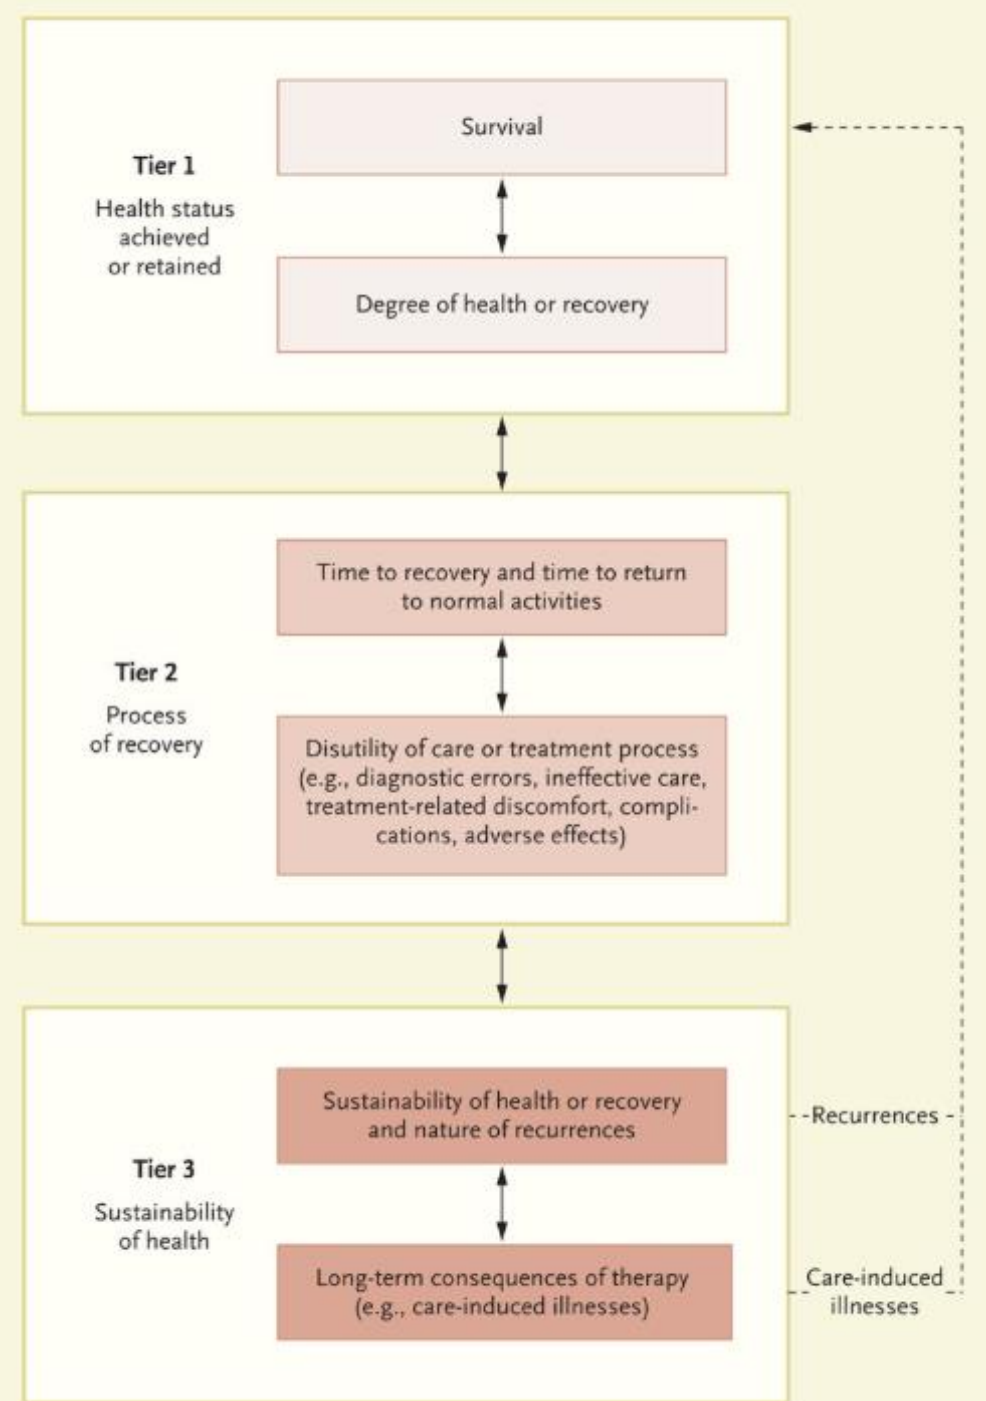 Survival
Tier 1
Health status
achieved
or retained
Degree of health or recovery
Time to recovery and time to return
to normal activities
Tier 2
Process
of recovery
Disutility of care or treatment process
(e.g., diagnostic errors, ineffective care,
treatment-related discomfort, compli-
cations, adverse effects)
Sustainability of health or recovery
and nature of recurrences
Recurrences
Tier 3
Sustainability
of health
Long-term consequences of therapy
(e.g., care-induced illnesses)
Care-induced
illnesses